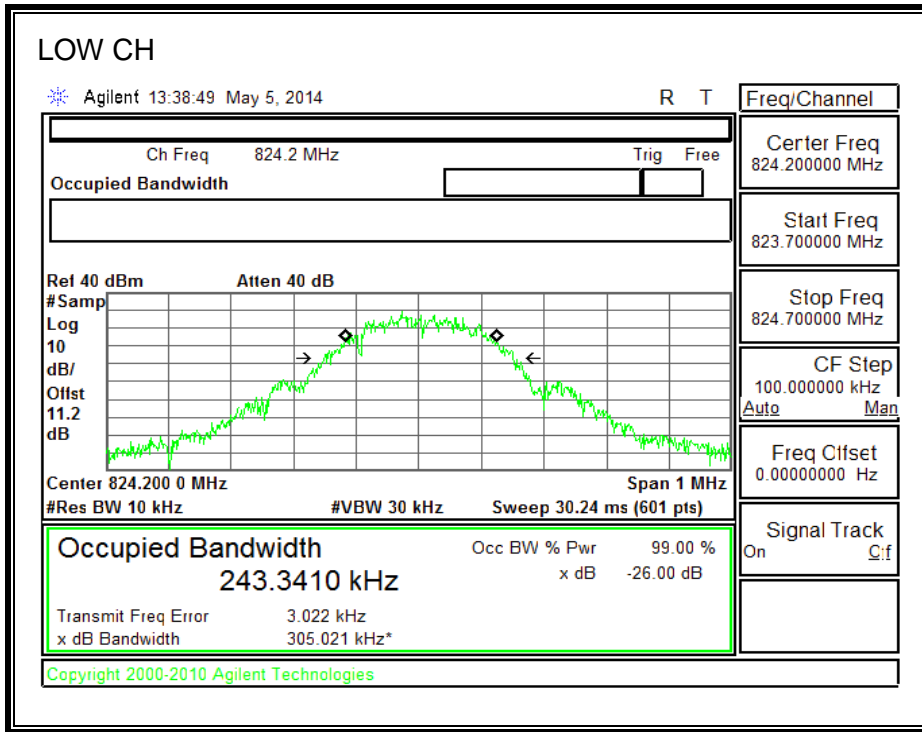 LOW CH
Agilent 13:38:49 May 5, 2014 R T
Freq/Channel
Ch Freq 824.2 MHz Trig Free
Occupied Bandwidth
Center Freq
824.200000 MHz
Start Freq
823.700000 MHz
Stop Freq
824.700000 MHz
CF Step
100.000000 kHz
Auto Man
Freq Offset
0.00000000 Hz
Signal Track
On Off
Ref 40 dBm Atten 40 dB
#Samp
Log
10
dB/
Offst
11.2
dB
Center 824.200 0 MHz Span 1 MHz
#Res BW 10 kHz #VBW 30 kHz Sweep 30.24 ms (601 pts)
Occupied Bandwidth Occ BW % Pwr 99.00 %
243.3410 kHz x dB -26.00 dB
Transmit Freq Error 3.022 kHz
x dB Bandwidth 305.021 kHz*
Copyright 2000-2010 Agilent Technologies